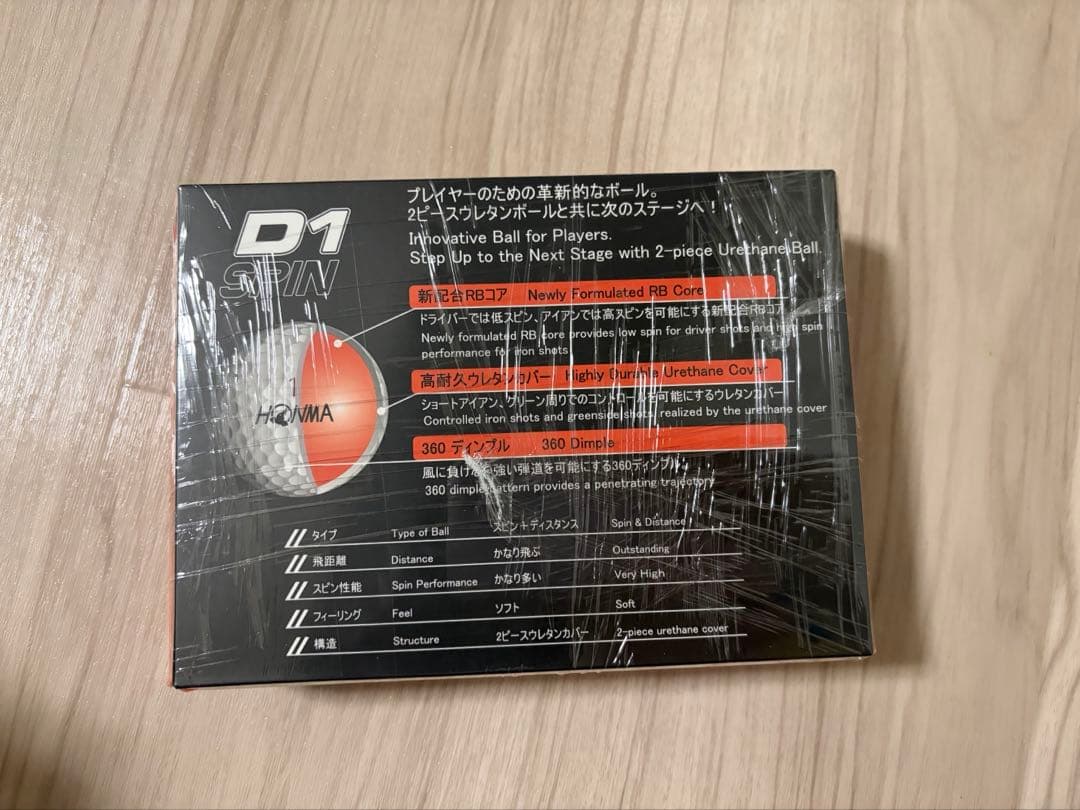 D1
SPIN
プレイヤーのための革新的なボール。
2ピースウレタンボールと共に次のステージへ!
Innovative Ball for Players.
Step Up to the Next Stage with 2-piece Urethane Ball.
新配合RBコア Newly Formulated RB Core
ドライバーでは低スピン、アイアンでは高スピンを可能にする新配合RBコア
Newly formulated RB core provides low spin for driver shots and high spin
performance for iron shots
高耐久ウレタンカバー Highly Durable Urethane Cover
ショートアイアン、グリーン周りでのコントロールを可能にするウレタンカバー
Controlled iron shots and greenside shots, realized by the urethane cover
360 ディンプル 360 Dimple
風に負けない強い弾道を可能にする360ディンプル
360 dimple pattern provides a penetrating trajectory
1
HONMA
タイプ Type of Ball スピン+ディスタンス Spin & Distance
飛距離 Distance かなり飛ぶ Outstanding
スピン性能 Spin Performance かなり多い Very High
フィーリング Feel ソフト Soft
構造 Structure 2ピースウレタンカバー 2-piece urethane cover